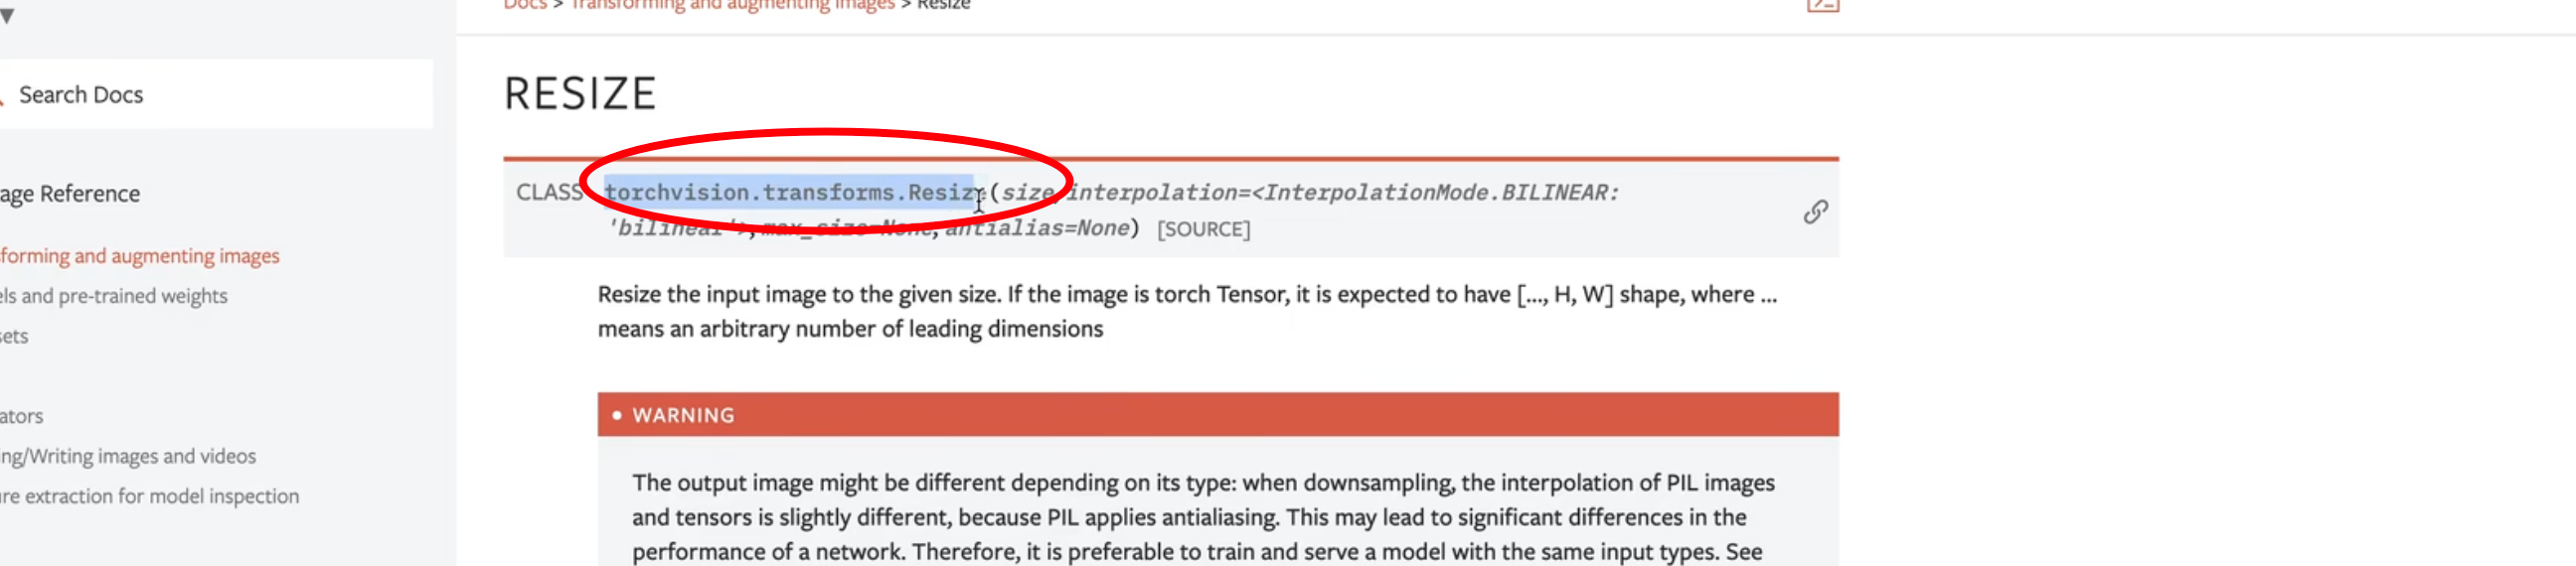 Docs > Transforming and augmenting images > Resize
Search Docs
RESIZE
age Reference
CLASS torchvision.transforms.Resize(size, interpolation=<InterpolationMode.BILINEAR:
'bilinear'>, max_size=None, antialias=None) [SOURCE]
forming and augmenting images
Resize the input image to the given size. If the image is torch Tensor, it is expected to have [..., H, W] shape, where ...
means an arbitrary number of leading dimensions
els and pre-trained weights
sets
ators
WARNING
ing/Writing images and videos
re extraction for model inspection
The output image might be different depending on its type: when downsampling, the interpolation of PIL images
and tensors is slightly different, because PIL applies antialiasing. This may lead to significant differences in the
performance of a network. Therefore, it is preferable to train and serve a model with the same input types. See